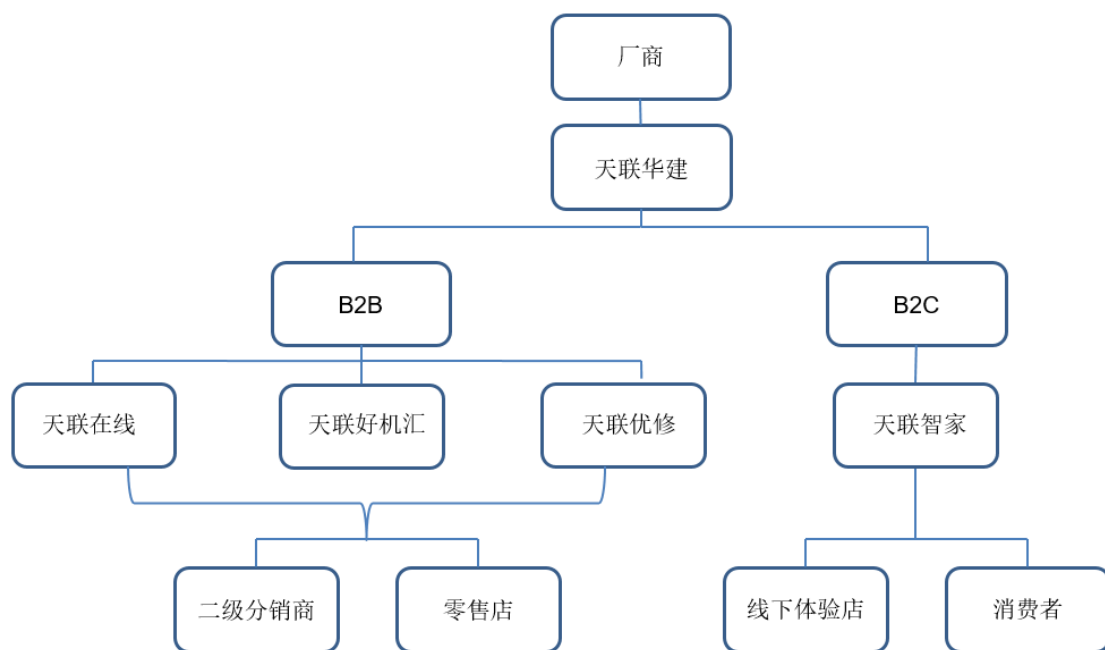 厂商
天联华建
B2B
B2C
天联在线
天联好机汇
天联优修
天联智家
二级分销商
零售店
线下体验店
消费者